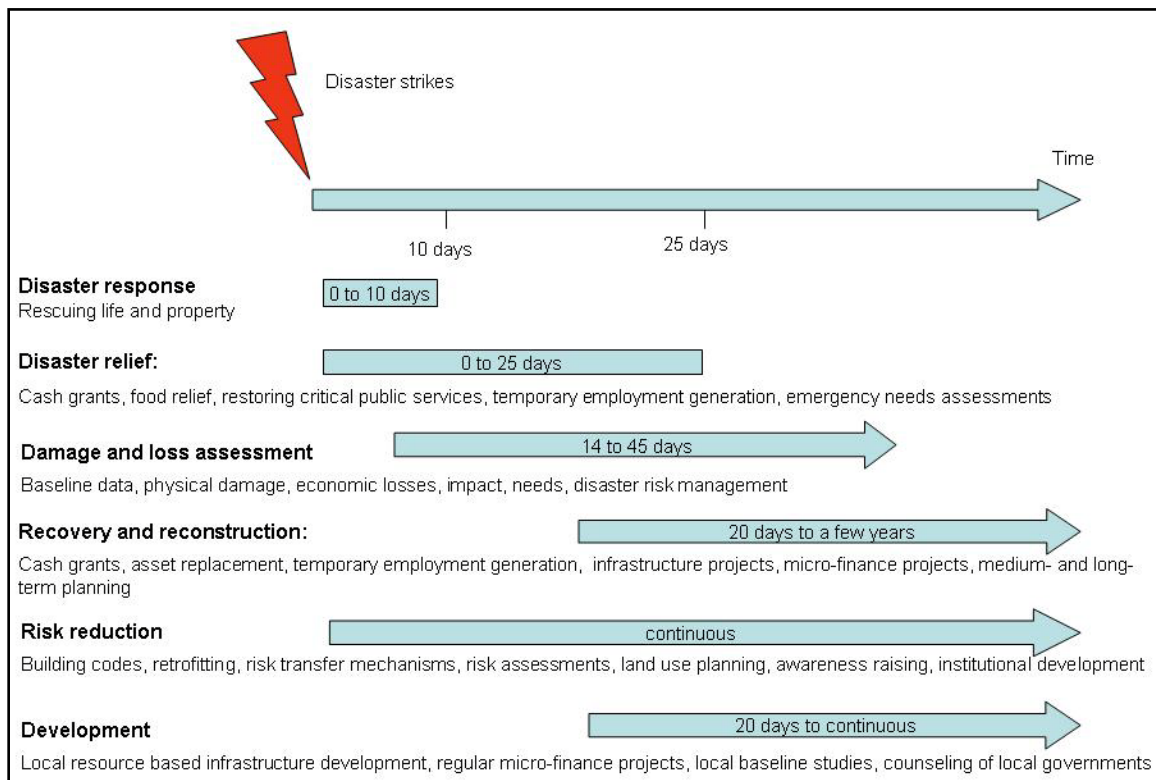 Disaster strikes
Time
10 days
25 days
Disaster response
0 to 10 days
Rescuing life and property
Disaster relief:
0 to 25 days
Cash grants, food relief, restoring critical public services, temporary employment generation, emergency needs assessments
Damage and loss assessment
14 to 45 days
Baseline data, physical damage, economic losses, impact, needs, disaster risk management
Recovery and reconstruction:
20 days to a few years
Cash grants, asset replacement, temporary employment generation, infrastructure projects, micro-finance projects, medium- and long-
term planning
Risk reduction
continuous
Building codes, retrofitting, risk transfer mechanisms, risk assessments, land use planning, awareness raising, institutional development
Development
20 days to continuous
Local resource based infrastructure development, regular micro-finance projects, local baseline studies, counseling of local governments